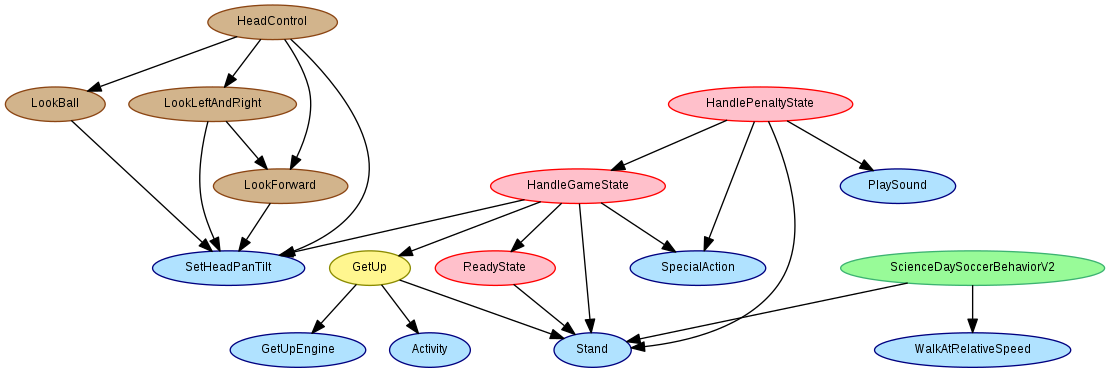 HeadControl
LookBall
LookLeftAndRight
HandlePenaltyState
LookForward
HandleGameState
PlaySound
SetHeadPanTilt
GetUp
ReadyState
SpecialAction
ScienceDaySoccerBehaviorV2
GetUpEngine
Activity
Stand
WalkAtRelativeSpeed